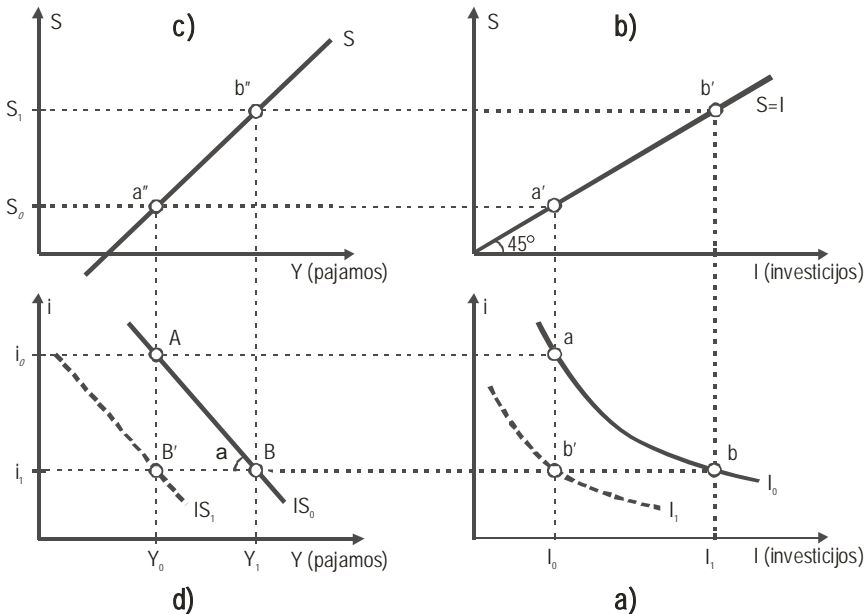 c)
S
S
b''
S₁
a''
S₀
Y (pajamos)
b)
S
b'
S=I
a'
45°
I (investicijos)
i
A
i₀
B'
a
B
i₁
IS₁
IS₀
Y₀
Y₁
Y (pajamos)
d)
i
a
b'
b
I₀
I₁
I₀
I₁
I (investicijos)
a)